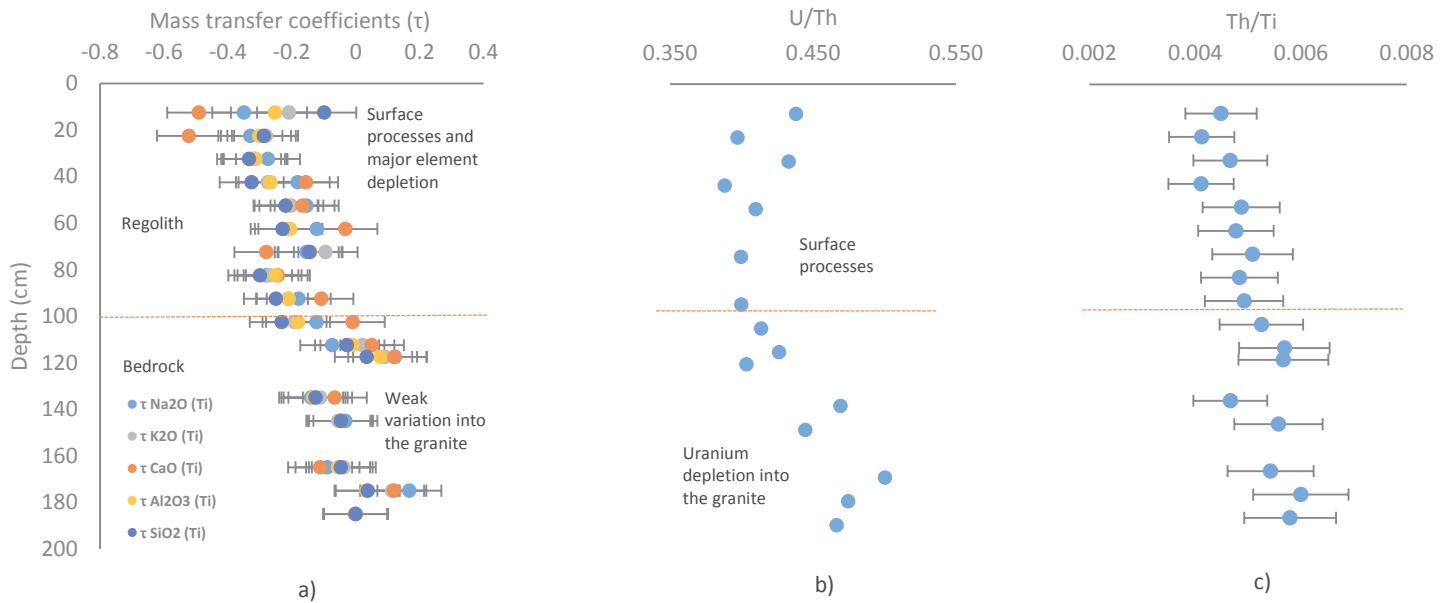 Mass transfer coefficients (τ)
-0.8 -0.6 -0.4 -0.2 0 0.2 0.4
0
20
40
60
80
100
120
140
160
180
200
Depth (cm)
Surface
processes and
major element
depletion
Regolith
Bedrock
τ Na2O (Ti)
τ K2O (Ti)
τ CaO (Ti)
τ Al2O3 (Ti)
τ SiO2 (Ti)
Weak
variation into
the granite
a)
U/Th
0.350 0.450 0.550
Surface
processes
Uranium
depletion into
the granite
b)
Th/Ti
0.002 0.004 0.006 0.008
c)